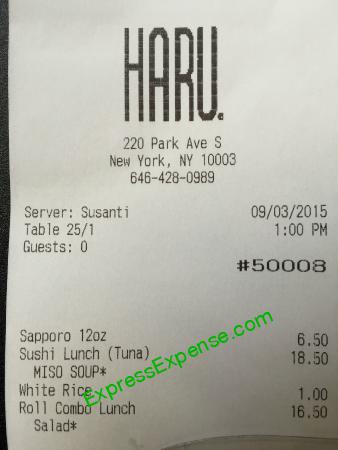 HARU.
220 Park Ave S
New York, NY 10003
646-428-0989
Server: Susanti 09/03/2015
Table 25/1 1:00 PM
Guests: 0
#50008
Sapporo 12oz 6.50
Sushi Lunch (Tuna) 18.50
MISO SOUP*
White Rice 1.00
Roll Combo Lunch 16.50
Salad*
ExpressExpense.com